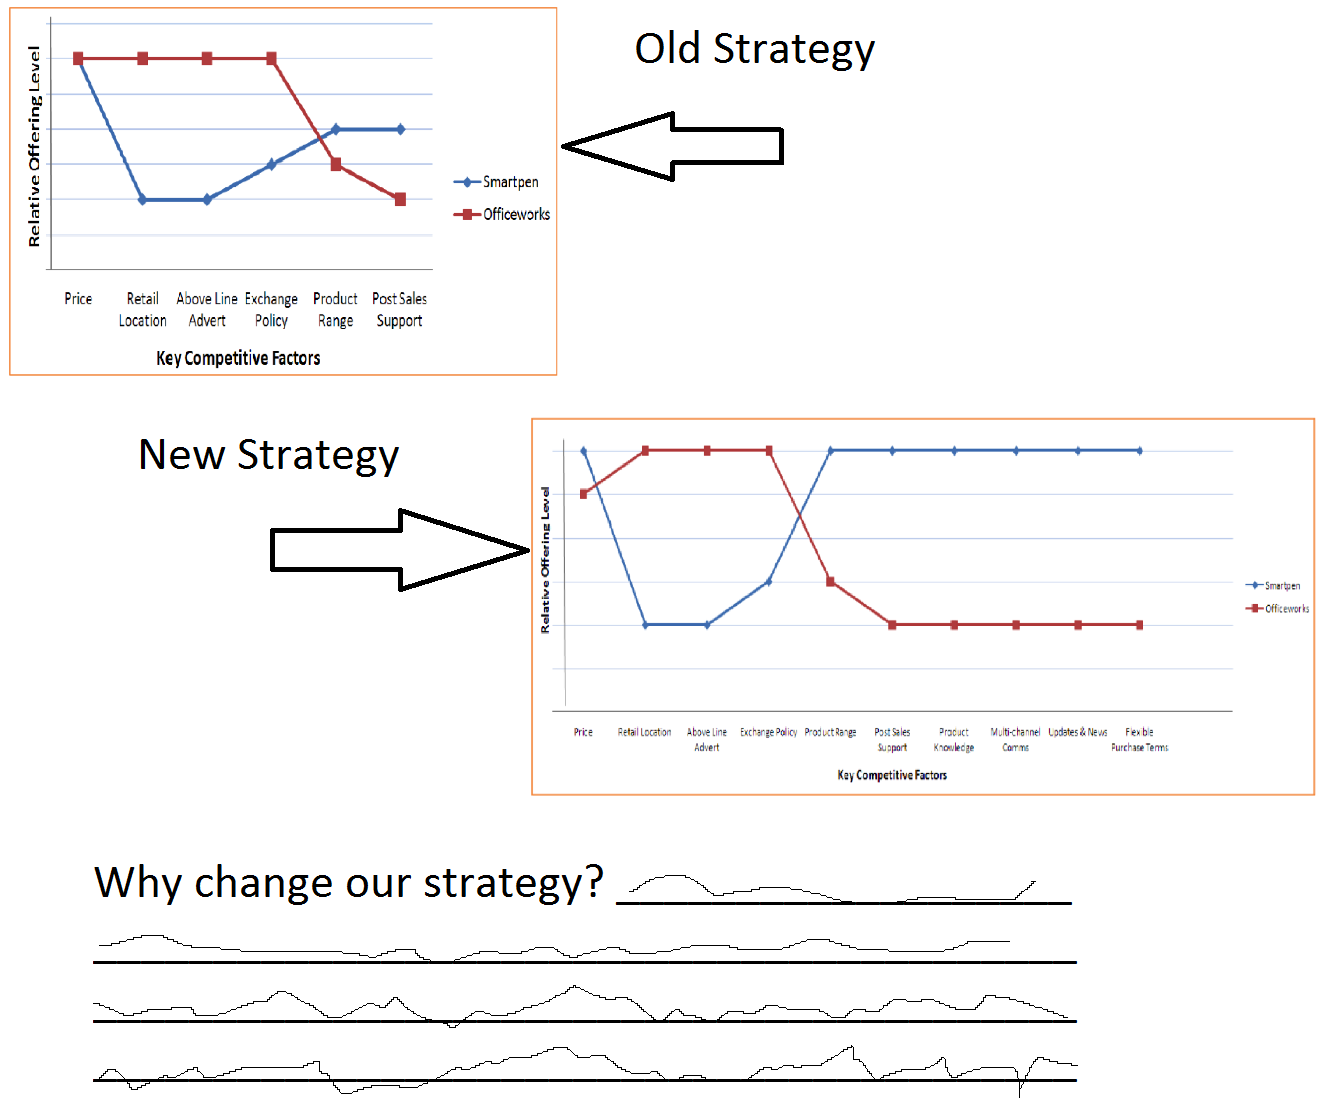 Old Strategy
Relative Offering Level
Smartpen
Officeworks
Price
Retail Location
Above Line Advert
Exchange Policy
Product Range
Post Sales Support
Key Competitive Factors
New Strategy
Relative Offering Level
Smartpen
Officeworks
Price
Retail Location
Above Line Advert
Exchange Policy
Product Range
Post Sales Support
Product Knowledge
Multi-channel Comms
Updates & News
Flexible Purchase Terms
Key Competitive Factors
Why change our strategy?